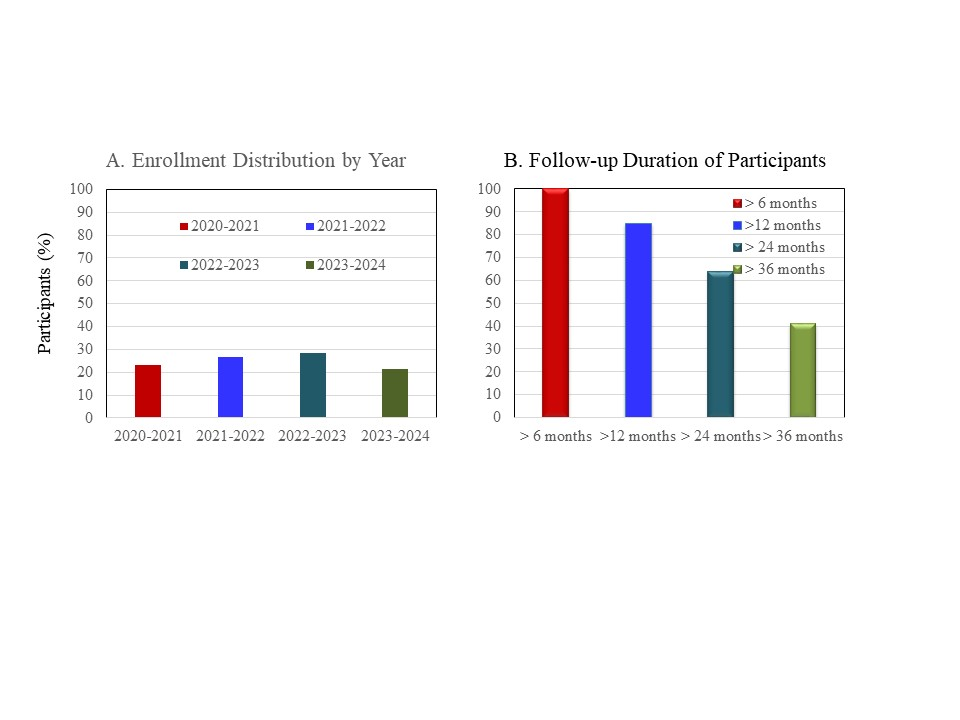 A. Enrollment Distribution by Year
Participants (%)
100
90
80
70
60
50
40
30
20
10
0
2020-2021
2021-2022
2022-2023
2023-2024
2020-2021 2021-2022 2022-2023 2023-2024
B. Follow-up Duration of Participants
100
90
80
70
60
50
40
30
20
10
0
> 6 months
>12 months
> 24 months
> 36 months
> 6 months >12 months > 24 months > 36 months